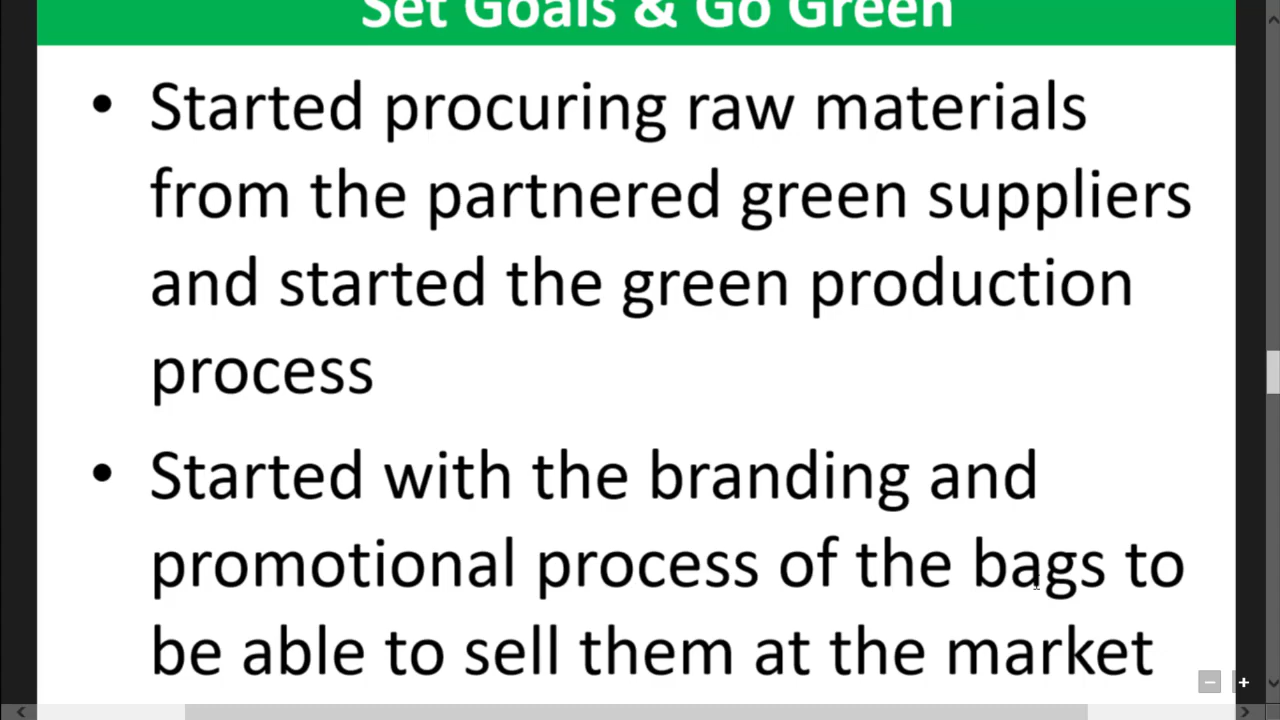 Set Goals & Go Green
• Started procuring raw materials
from the partnered green suppliers
and started the green production
process
• Started with the branding and
promotional process of the bags to
be able to sell them at the market